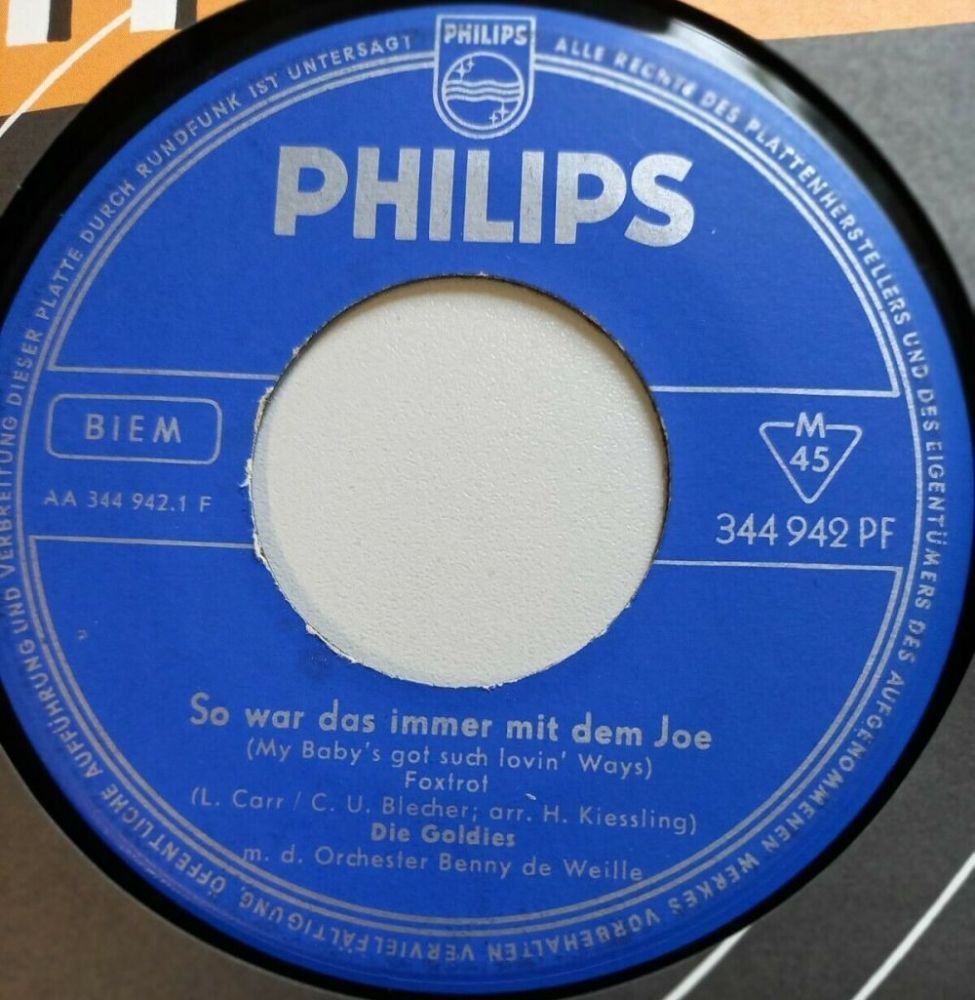 PHILIPS
PHILIPS
ALLE RECHTE DES PLATTENHERSTELLERS UND DES EIGENTÜMERS DES AUFGENOMMENEN WERKES VORBEHALTEN VERVIELFÄLTIGUNG, ÖFFENTLICHE AUFFÜHRUNG UND VERBREITUNG DIESER PLATTE DURCH RUNDFUNK IST UNTERSAGT
BIEM
AA 344 942.1 F
M
45
344 942 PF
So war das immer mit dem Joe
(My Baby's got such lovin' Ways)
Foxtrot
(L. Carr / C. U. Blecher; arr. H. Kiessling)
Die Goldies
m. d. Orchester Benny de Weille